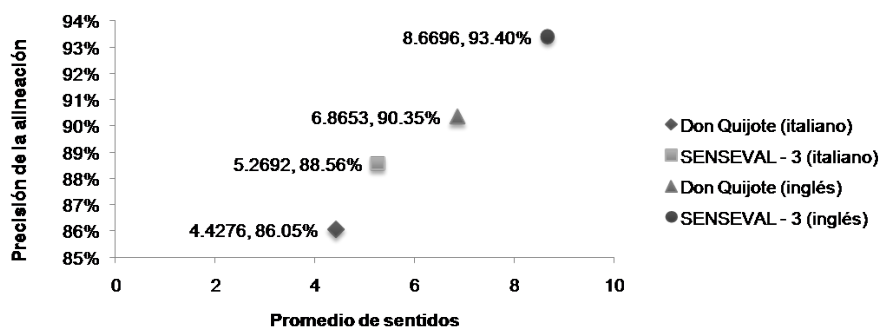 Precisión de la alineación
94%
93%
92%
91%
90%
89%
88%
87%
86%
85%
8.6696, 93.40%
6.8653, 90.35%
5.2692, 88.56%
4.4276, 86.05%
0 2 4 6 8 10
Promedio de sentidos
Don Quijote (italiano)
SENSEVAL - 3 (italiano)
Don Quijote (inglés)
SENSEVAL - 3 (inglés)